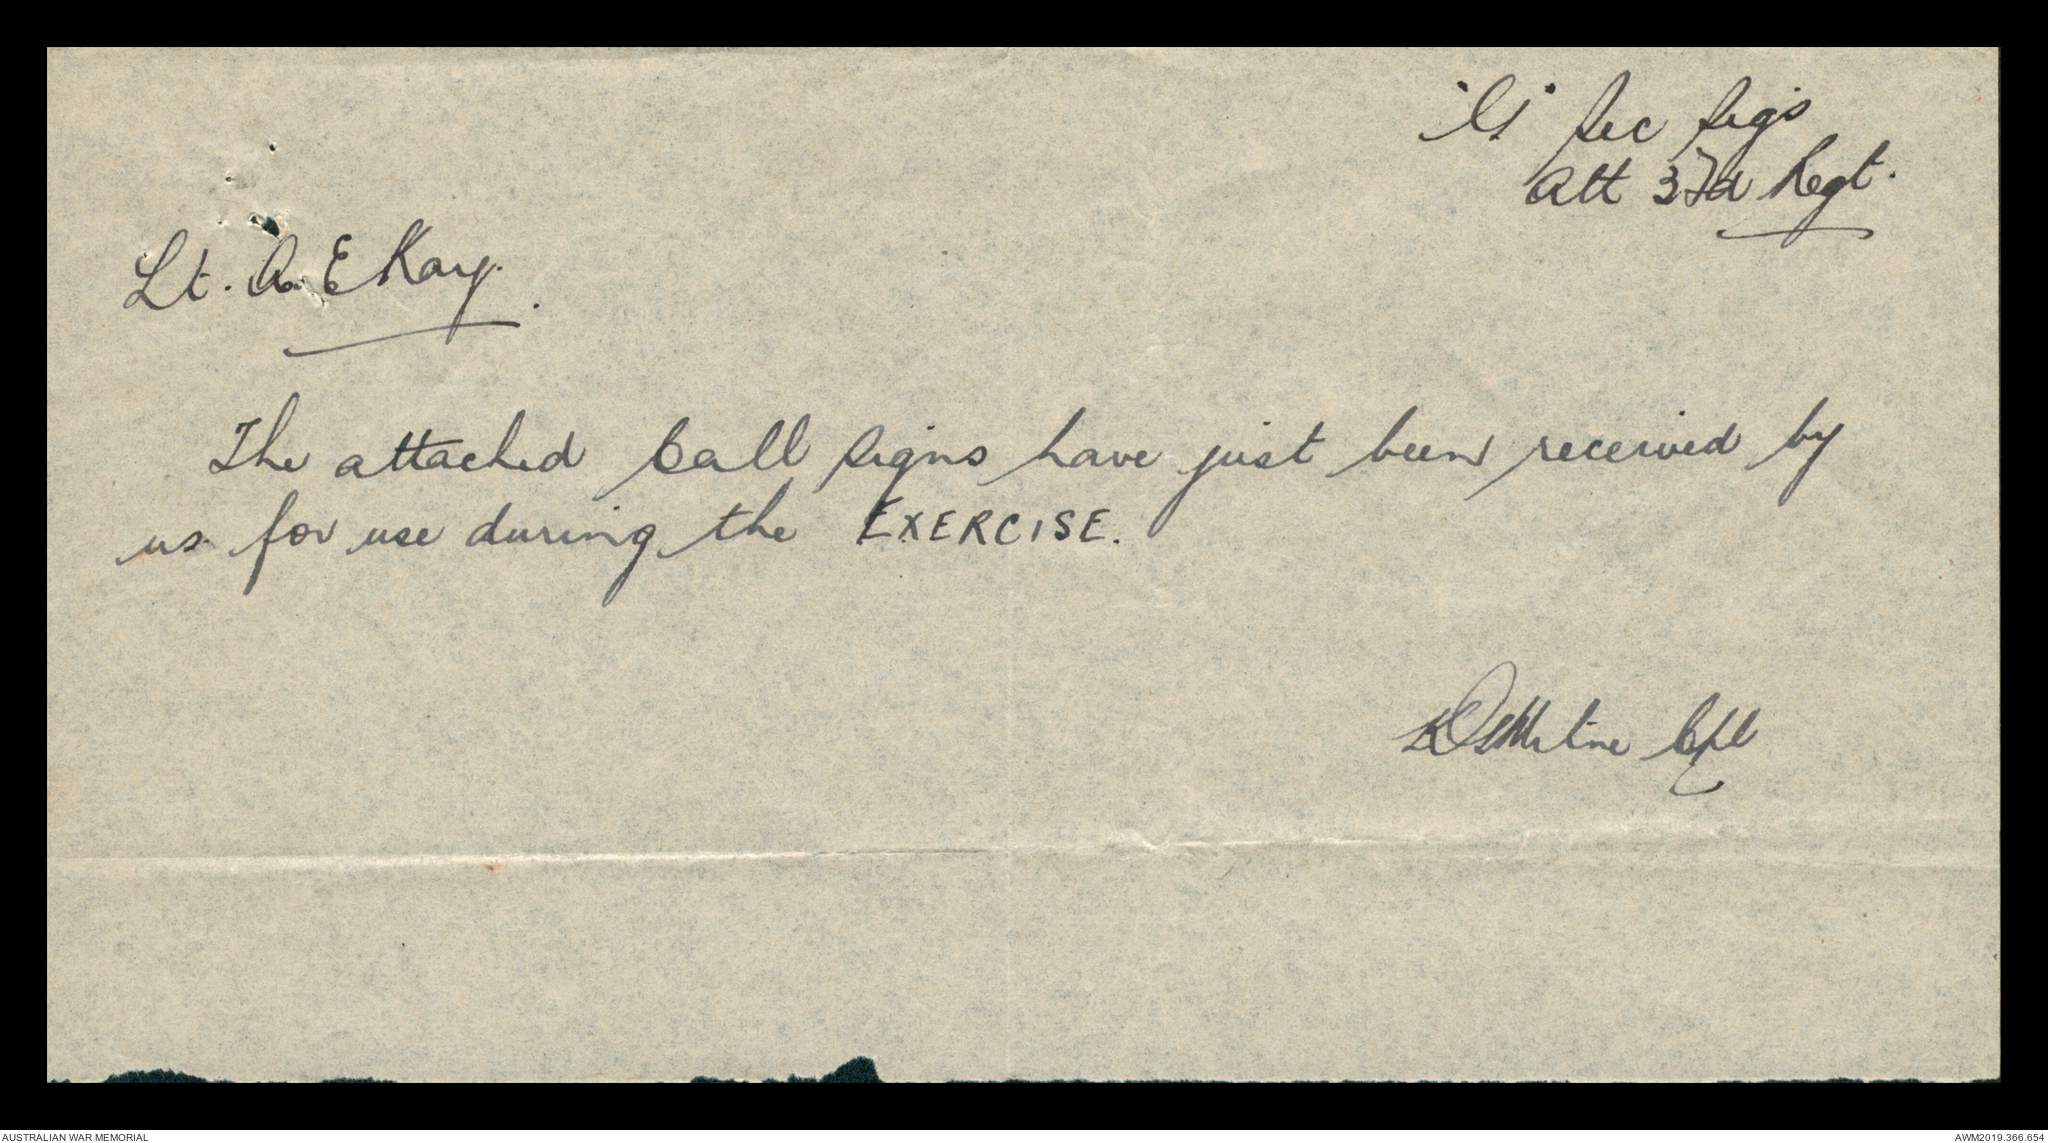 Sec Sigs
Att 3 Fd Regt.
Lt. A. E Kay.
The attached Call Signs have just been received by
us for use during the EXERCISE.
Cpl
AUSTRALIAN WAR MEMORIAL
AWM2019.366.654